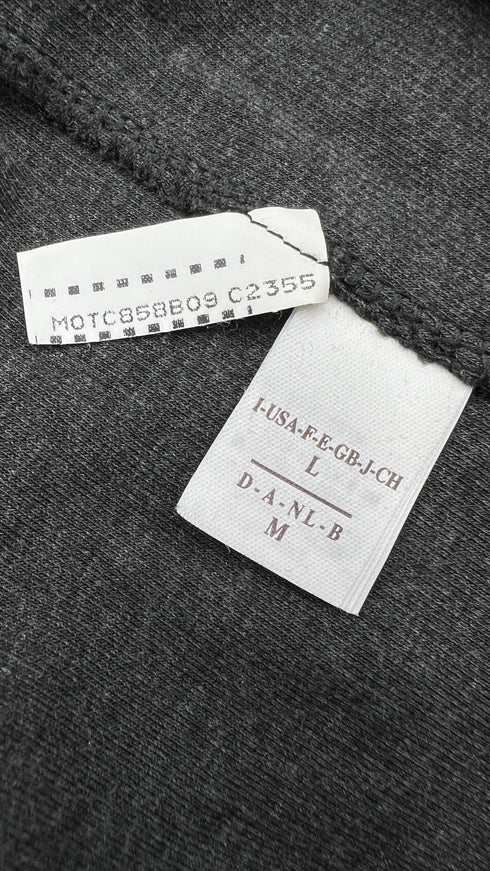 M0TC858B09 C2355
I-USA-F-E-GB-J-CH
L
D-A-NL-B
M